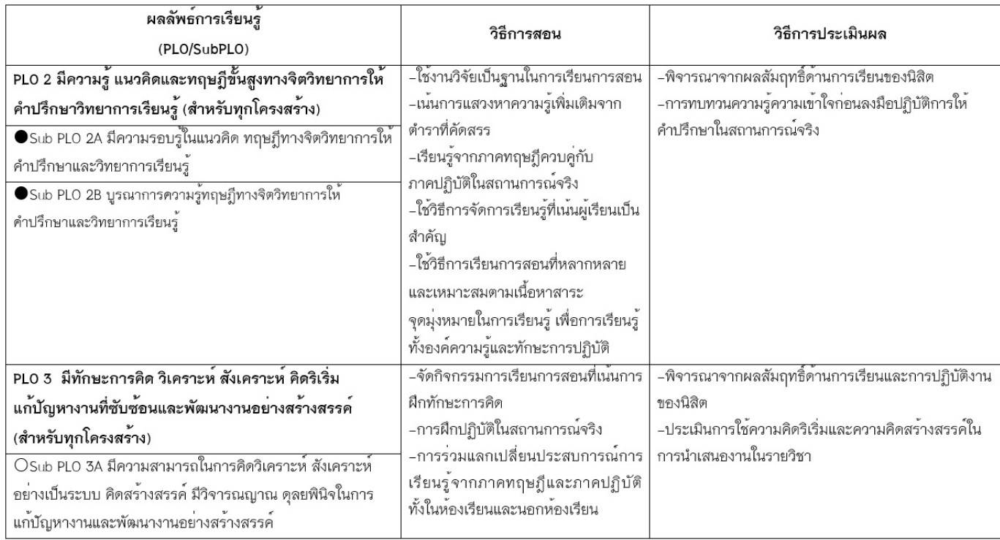 ผลลัพธ์การเรียนรู้
(PLO/SubPLO)
วิธีการสอน
วิธีการประเมินผล
PLO 2 มีความรู้ แนวคิดและทฤษฎีขั้นสูงทางจิตวิทยาการให้
คำปรึกษาวิทยาการเรียนรู้ (สำหรับทุกโครงสร้าง)
●Sub PLO 2A มีความรอบรู้ในแนวคิด ทฤษฎีทางจิตวิทยาการให้
คำปรึกษาและวิทยาการเรียนรู้
●Sub PLO 2B บูรณาการความรู้ทฤษฎีทางจิตวิทยาการให้
คำปรึกษาและวิทยาการเรียนรู้
-ใช้งานวิจัยเป็นฐานในการเรียนการสอน
-เน้นการแสวงหาความรู้เพิ่มเติมจาก
ตำราที่คัดสรร
-เรียนรู้จากภาคทฤษฎีควบคู่กับ
ภาคปฏิบัติในสถานการณ์จริง
-ใช้วิธีการจัดการเรียนรู้ที่เน้นผู้เรียนเป็น
สำคัญ
-ใช้วิธีการเรียนการสอนที่หลากหลาย
และเหมาะสมตามเนื้อหาสาระ
จุดมุ่งหมายในการเรียนรู้ เพื่อการเรียนรู้
ทั้งองค์ความรู้และทักษะการปฏิบัติ
-พิจารณาจากผลสัมฤทธิ์ด้านการเรียนของนิสิต
-การทบทวนความรู้ความเข้าใจก่อนลงมือปฏิบัติการให้
คำปรึกษาในสถานการณ์จริง
PLO 3 มีทักษะการคิด วิเคราะห์ สังเคราะห์ คิดริเริ่ม
แก้ปัญหางานที่ซับซ้อนและพัฒนางานอย่างสร้างสรรค์
(สำหรับทุกโครงสร้าง)
○Sub PLO 3A มีความสามารถในการคิดวิเคราะห์ สังเคราะห์
อย่างเป็นระบบ คิดสร้างสรรค์ มีวิจารณญาณ ดุลยพินิจในการ
แก้ปัญหางานและพัฒนางานอย่างสร้างสรรค์
-จัดกิจกรรมการเรียนการสอนที่เน้นการ
ฝึกทักษะการคิด
-การฝึกปฏิบัติในสถานการณ์จริง
-การร่วมแลกเปลี่ยนประสบการณ์การ
เรียนรู้จากภาคทฤษฎีและภาคปฏิบัติ
ทั้งในห้องเรียนและนอกห้องเรียน
-พิจารณาจากผลสัมฤทธิ์ด้านการเรียนและการปฏิบัติงาน
ของนิสิต
-ประเมินการใช้ความคิดริเริ่มและความคิดสร้างสรรค์ใน
การนำเสนองานในรายวิชา